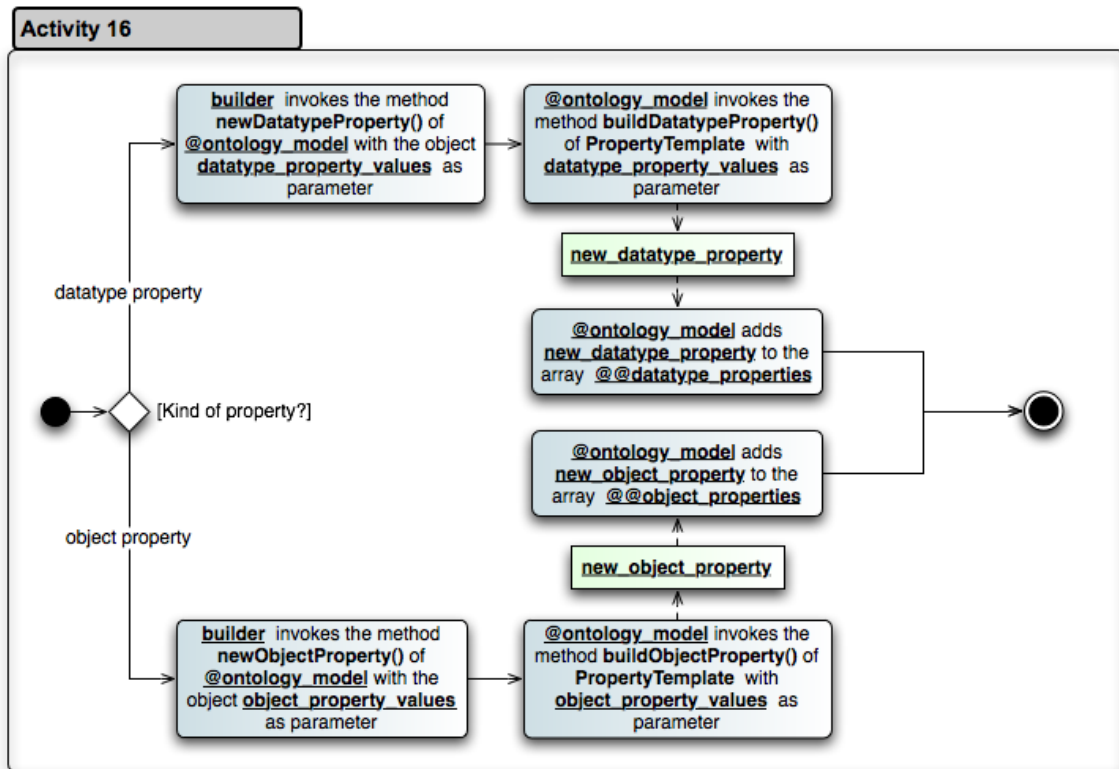 Activity 16
builder invokes the method
newDatatypeProperty() of
@ontology_model with the object
datatype_property_values as
parameter
@ontology_model invokes the
method buildDatatypeProperty()
of PropertyTemplate with
datatype_property_values as
parameter
new_datatype_property
datatype property
@ontology_model adds
new_datatype_property to the
array @@datatype_properties
[Kind of property?]
@ontology_model adds
new_object_property to the
array @@object_properties
object property
new_object_property
builder invokes the method
newObjectProperty() of
@ontology_model with the
object object_property_values
as parameter
@ontology_model invokes the
method buildObjectProperty() of
PropertyTemplate with
object_property_values as
parameter